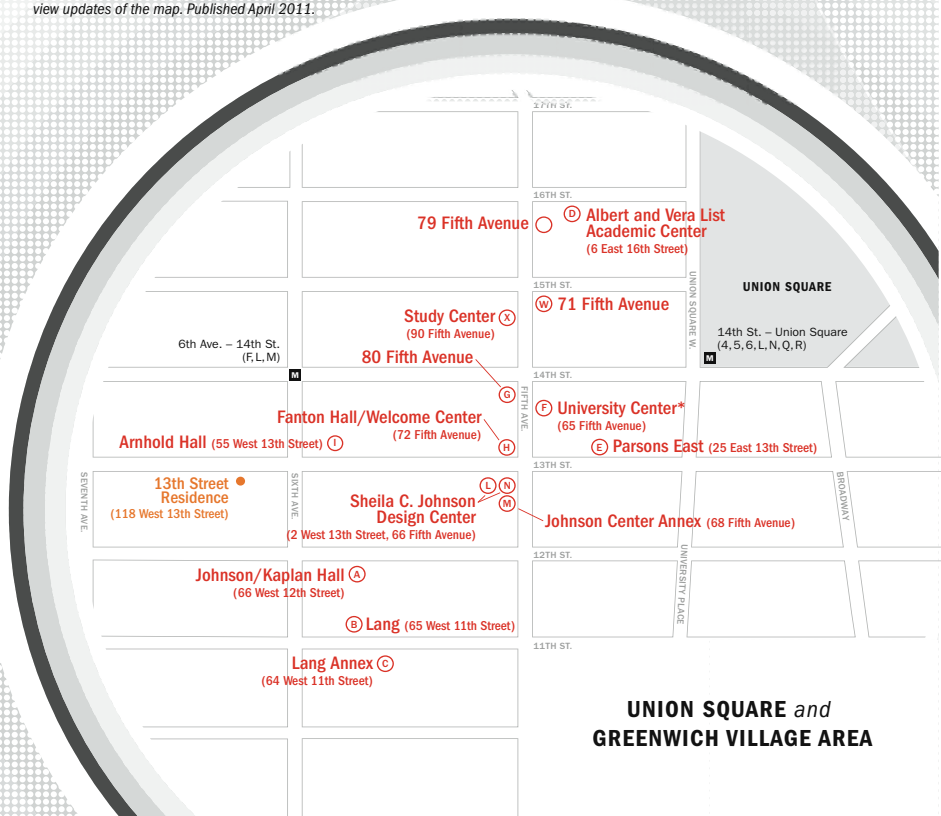 view updates of the map. Published April 2011.
17TH ST.
16TH ST.
79 Fifth Avenue
D Albert and Vera List
Academic Center
(6 East 16th Street)
15TH ST.
UNION SQUARE W.
UNION SQUARE
W 71 Fifth Avenue
Study Center X
(90 Fifth Avenue)
14th St. – Union Square
(4,5,6,L,N,Q,R)
M
6th Ave. – 14th St.
(F,L,M)
M
80 Fifth Avenue
14TH ST.
G
FIFTH AVE.
F University Center*
(65 Fifth Avenue)
Fanton Hall/Welcome Center
(72 Fifth Avenue)
H
Arnhold Hall (55 West 13th Street) I
E Parsons East (25 East 13th Street)
13TH ST.
SEVENTH AVE.
13th Street
Residence
(118 West 13th Street)
SIXTH AVE.
L N
M
Sheila C. Johnson
Design Center
(2 West 13th Street, 66 Fifth Avenue)
Johnson Center Annex (68 Fifth Avenue)
BROADWAY
12TH ST.
UNIVERSITY PLACE
Johnson/Kaplan Hall A
(66 West 12th Street)
B Lang (65 West 11th Street)
11TH ST.
Lang Annex C
(64 West 11th Street)
UNION SQUARE and
GREENWICH VILLAGE AREA